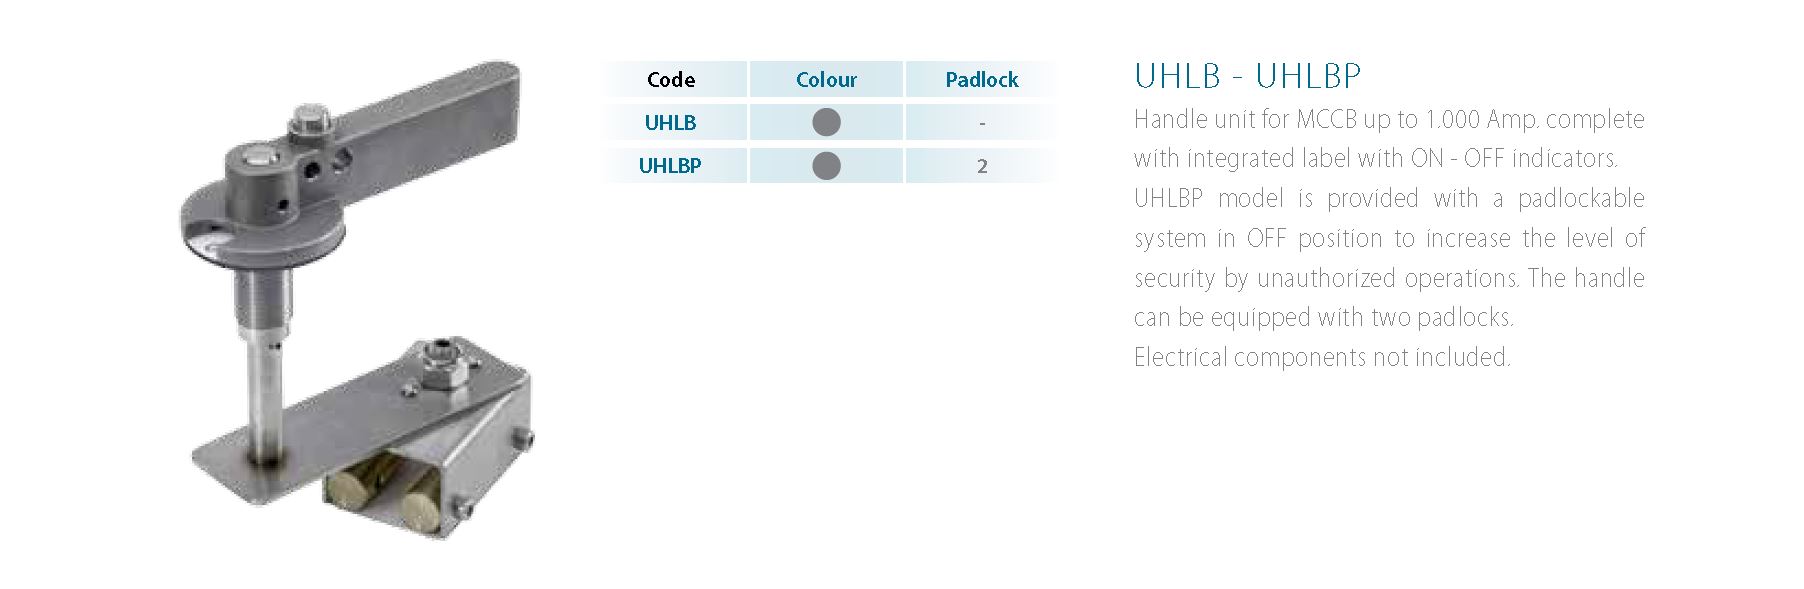 Code Colour Padlock
UHLB -
UHLBP 2
UHLB - UHLBP
Handle unit for MCCB up to 1.000 Amp. complete
with integrated label with ON - OFF indicators.
UHLBP model is provided with a padlockable
system in OFF position to increase the level of
security by unauthorized operations. The handle
can be equipped with two padlocks.
Electrical components not included.